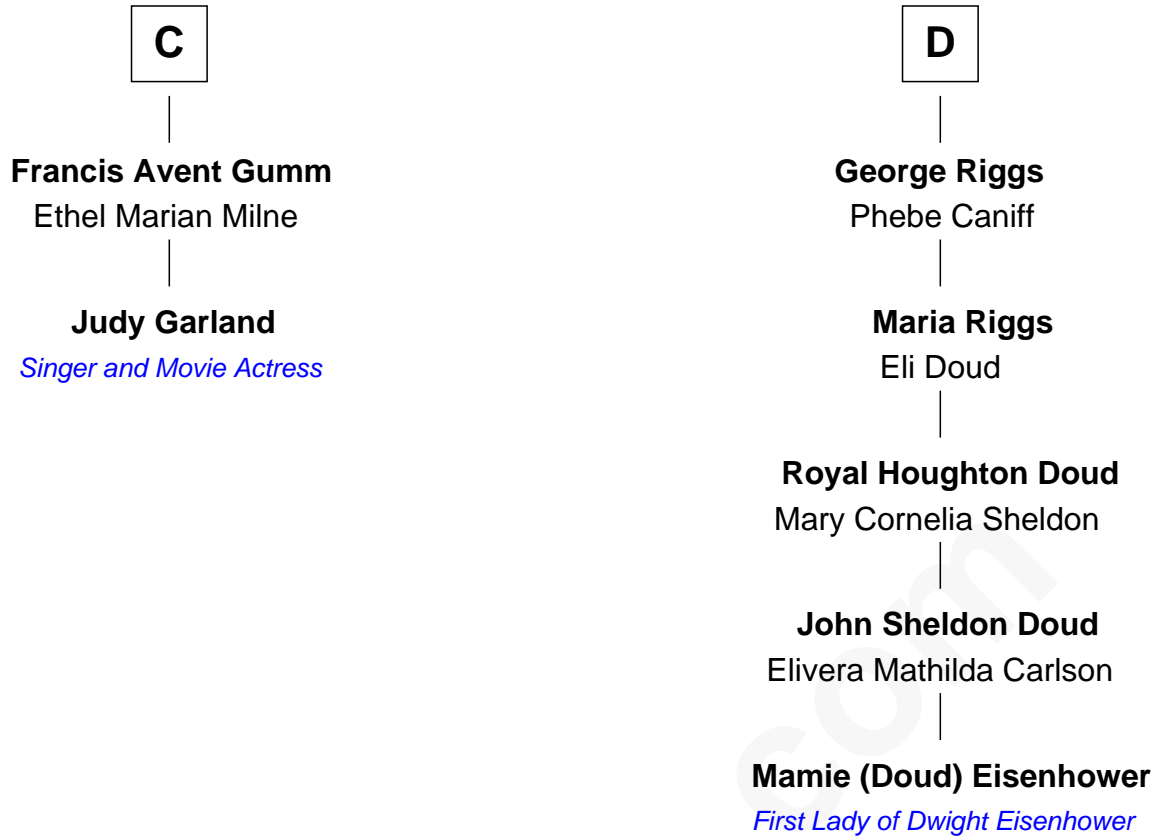 C
Francis Avent Gumm
Ethel Marian Milne
Judy Garland
Singer and Movie Actress
D
George Riggs
Phebe Caniff
Maria Riggs
Eli Doud
Royal Houghton Doud
Mary Cornelia Sheldon
John Sheldon Doud
Elivera Mathilda Carlson
Mamie (Doud) Eisenhower
First Lady of Dwight Eisenhower
com